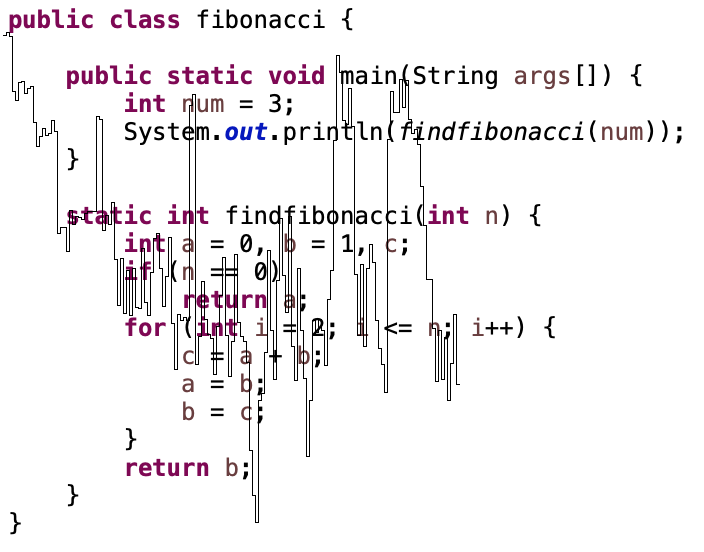 public class fibonacci {
public static void main(String args[]) {
int num = 3;
System.out.println(findfibonacci(num));
}
static int findfibonacci(int n) {
int a = 0, b = 1, c;
if (n == 0)
return a;
for (int i = 2; i <= n; i++) {
c = a + b;
a = b;
b = c;
}
return b;
}
}